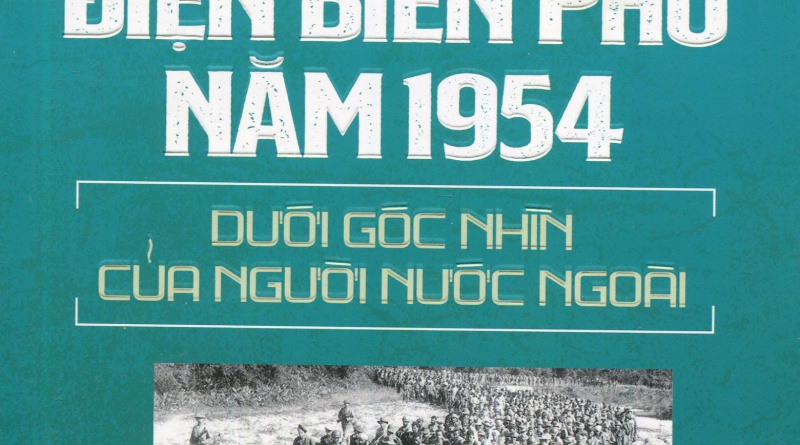 ĐIỆN BIÊN PHỦ
NĂM 1954
DƯỚI GÓC NHÌN
CỦA NGƯỜI NƯỚC NGOÀI